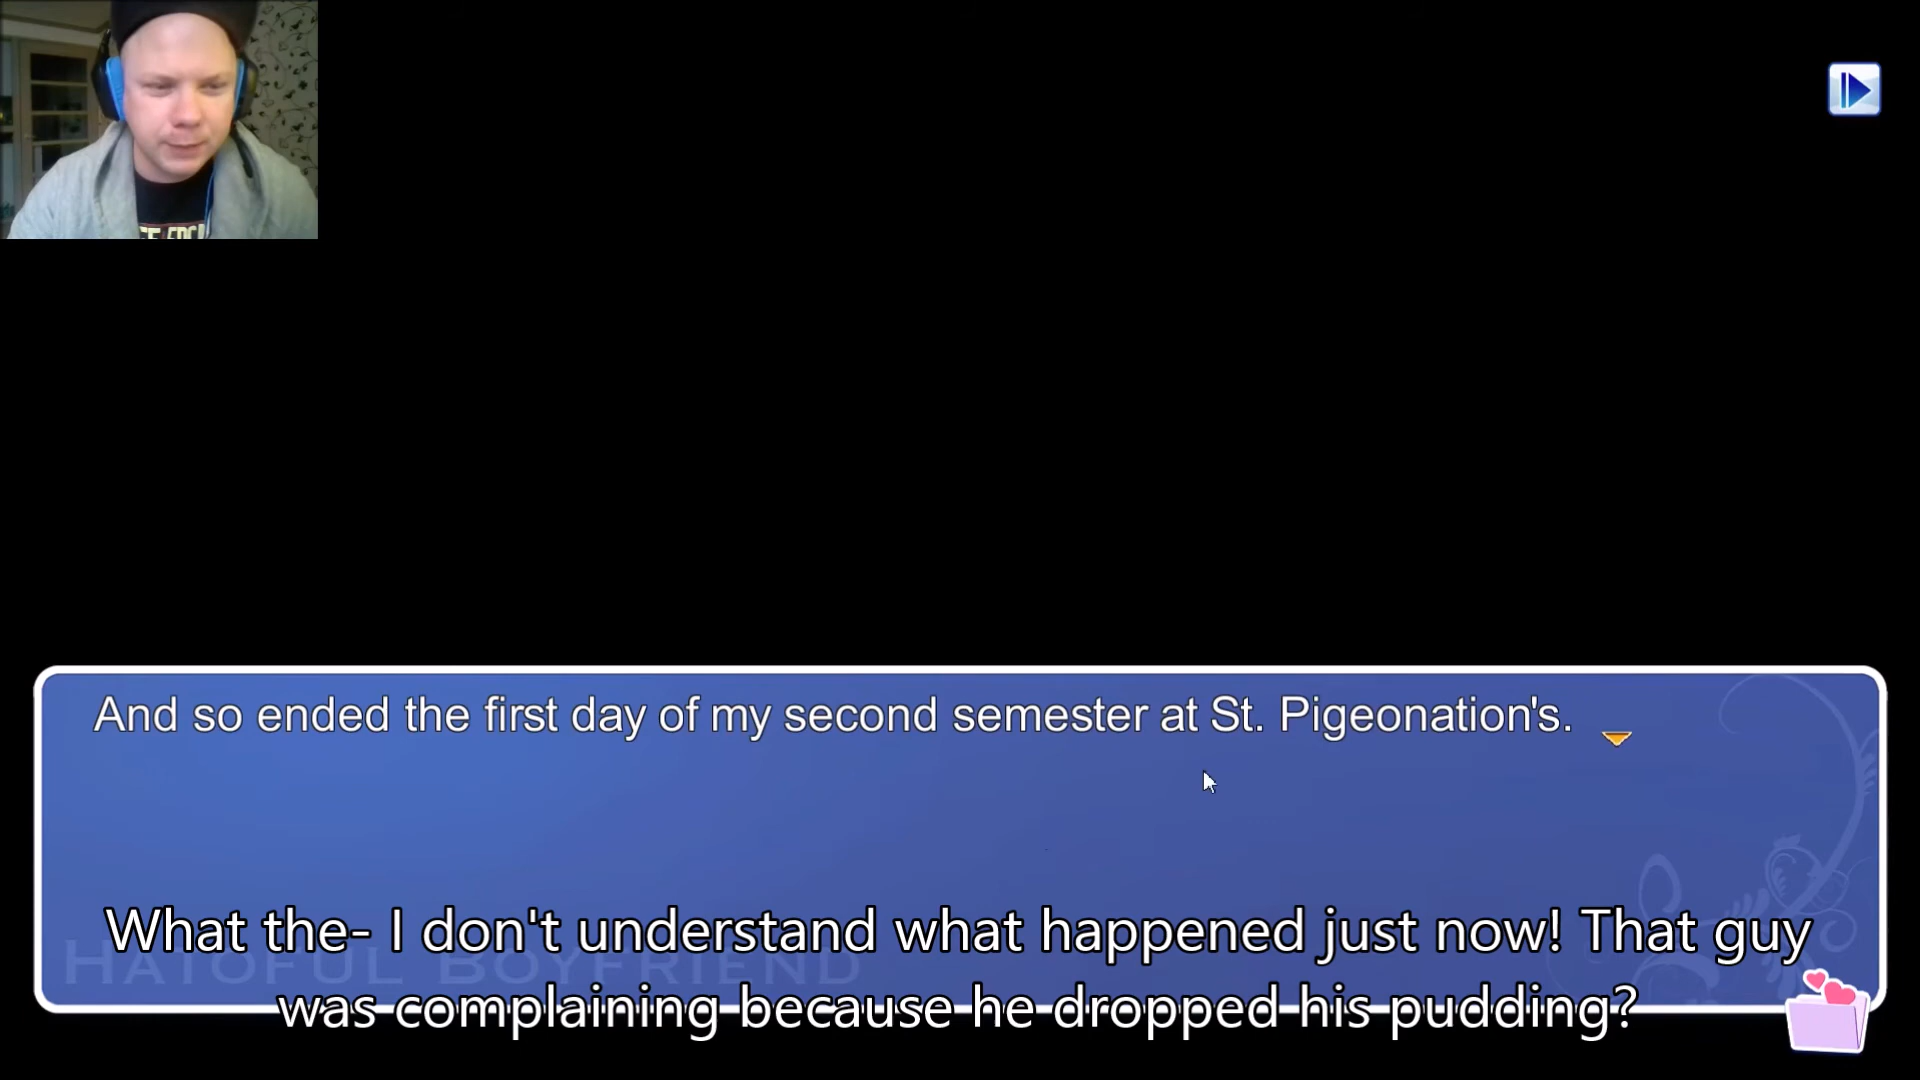 And so ended the first day of my second semester at St. Pigeonation's.
What the- I don't understand what happened just now! That guy
HATOFUL BOYFRIEND
was complaining because he dropped his pudding?